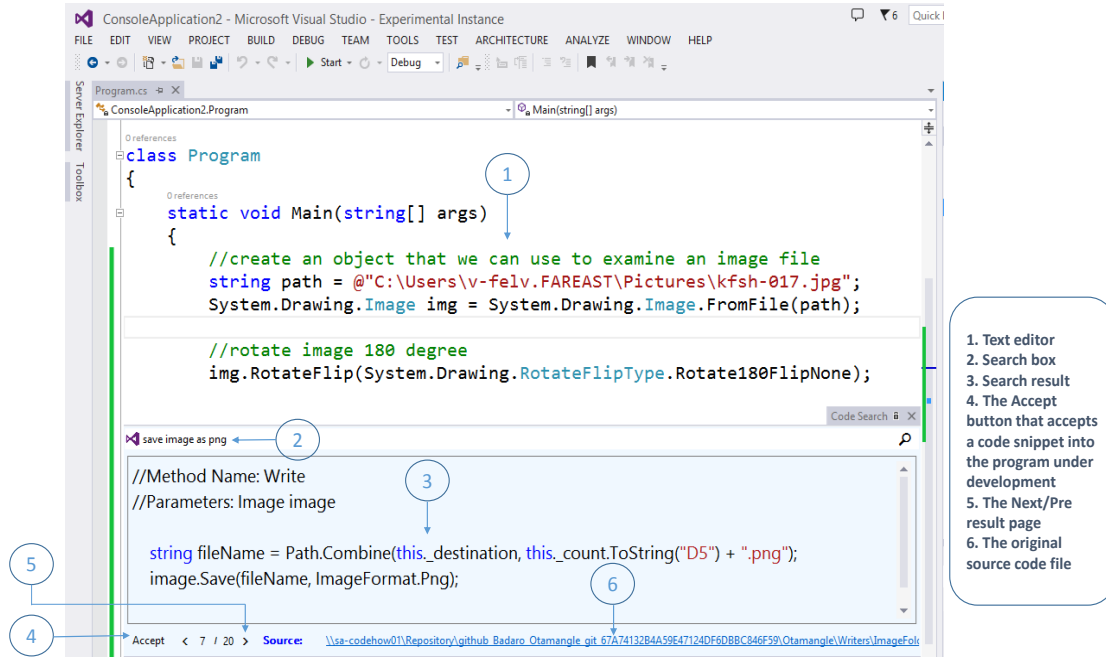 ConsoleApplication2 - Microsoft Visual Studio - Experimental Instance
6
Quick
FILE EDIT VIEW PROJECT BUILD DEBUG TEAM TOOLS TEST ARCHITECTURE ANALYZE WINDOW HELP
Start Debug
Server Explorer
Toolbox
Program.cs
ConsoleApplication2.Program
Main(string[] args)
0 references
class Program
{
0 references
static void Main(string[] args)
{
1
//create an object that we can use to examine an image file
string path = @"C:\Users\v-felv.FAREAST\Pictures\kfsh-017.jpg";
System.Drawing.Image img = System.Drawing.Image.FromFile(path);
//rotate image 180 degree
img.RotateFlip(System.Drawing.RotateFlipType.Rotate180FlipNone);
Code Search
save image as png
2
//Method Name: Write
//Parameters: Image image
3
string fileName = Path.Combine(this._destination, this._count.ToString("D5") + ".png");
image.Save(fileName, ImageFormat.Png);
5
6
4
Accept < 7 / 20 > Source: \\sa-codehow01\Repository\github_Badaro_Otamangle_git_67A74132B4A59E47124DF6DBBC846F59\Otamangle\Writers\ImageFol
1. Text editor
2. Search box
3. Search result
4. The Accept
button that accepts
a code snippet into
the program under
development
5. The Next/Pre
result page
6. The original
source code file